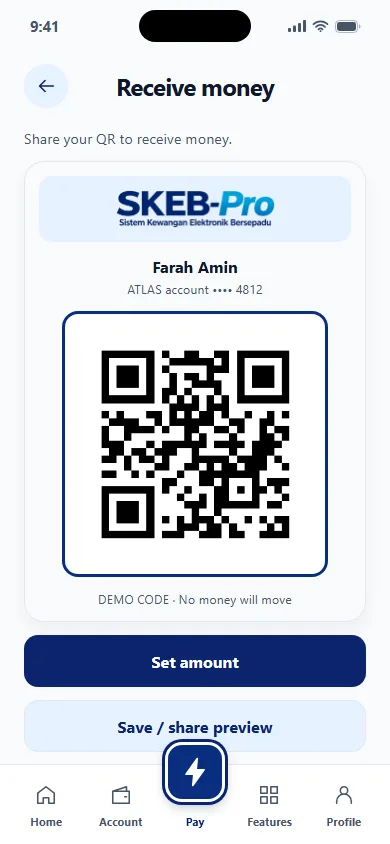 9:41
Receive money
Share your QR to receive money.
SKEB-Pro
Sistem Kewangan Elektronik Bersepadu
Farah Amin
ATLAS account •••• 4812
DEMO CODE · No money will move
Set amount
Save / share preview
Home
Account
Pay
Features
Profile